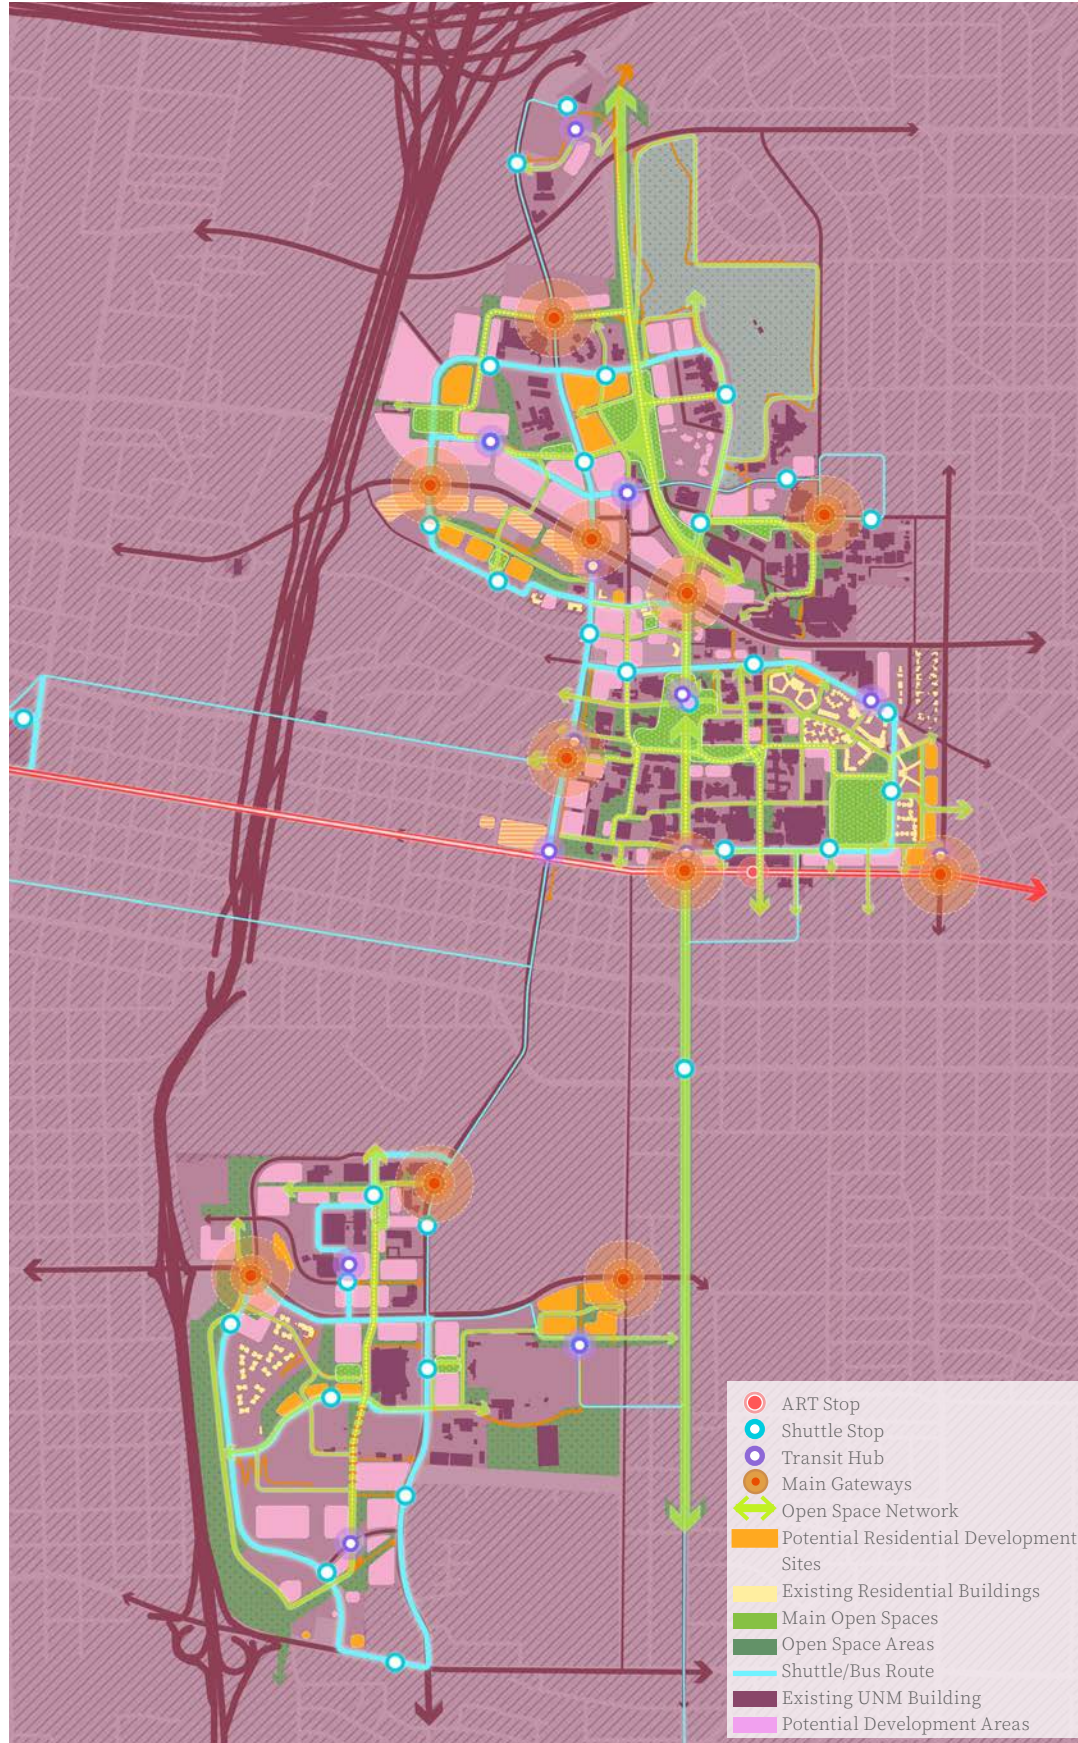 ART Stop
Shuttle Stop
Transit Hub
Main Gateways
Open Space Network
Potential Residential Development
Sites
Existing Residential Buildings
Main Open Spaces
Open Space Areas
Shuttle/Bus Route
Existing UNM Building
Potential Development Areas